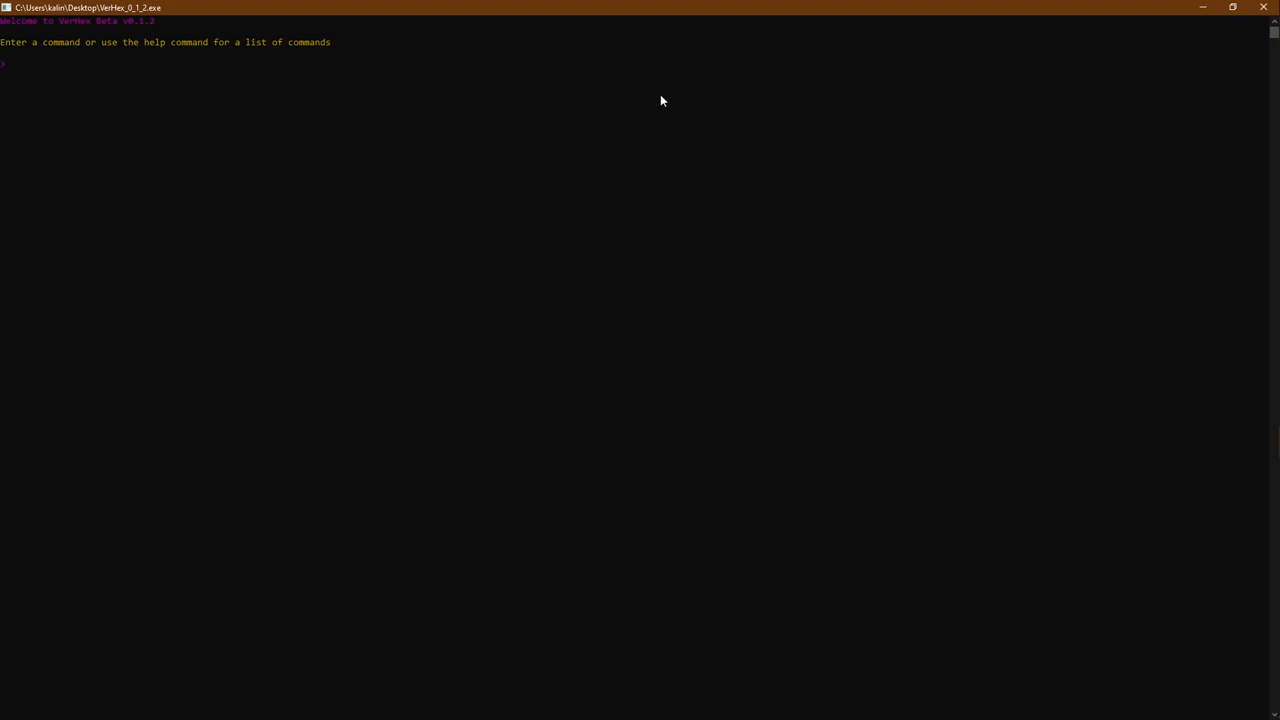 C:\Users\kalin\Desktop\VerHex_0_1_2.exe
Welcome to VerHex Beta v0.1.2
Enter a command or use the help command for a list of commands
>